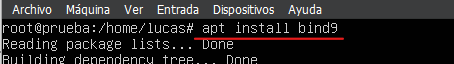 Archivo Máquina Ver Entrada Dispositivos Ayuda
root@prueba:/home/lucas# apt install bind9
Reading package lists... Done
Building dependency tree... Done